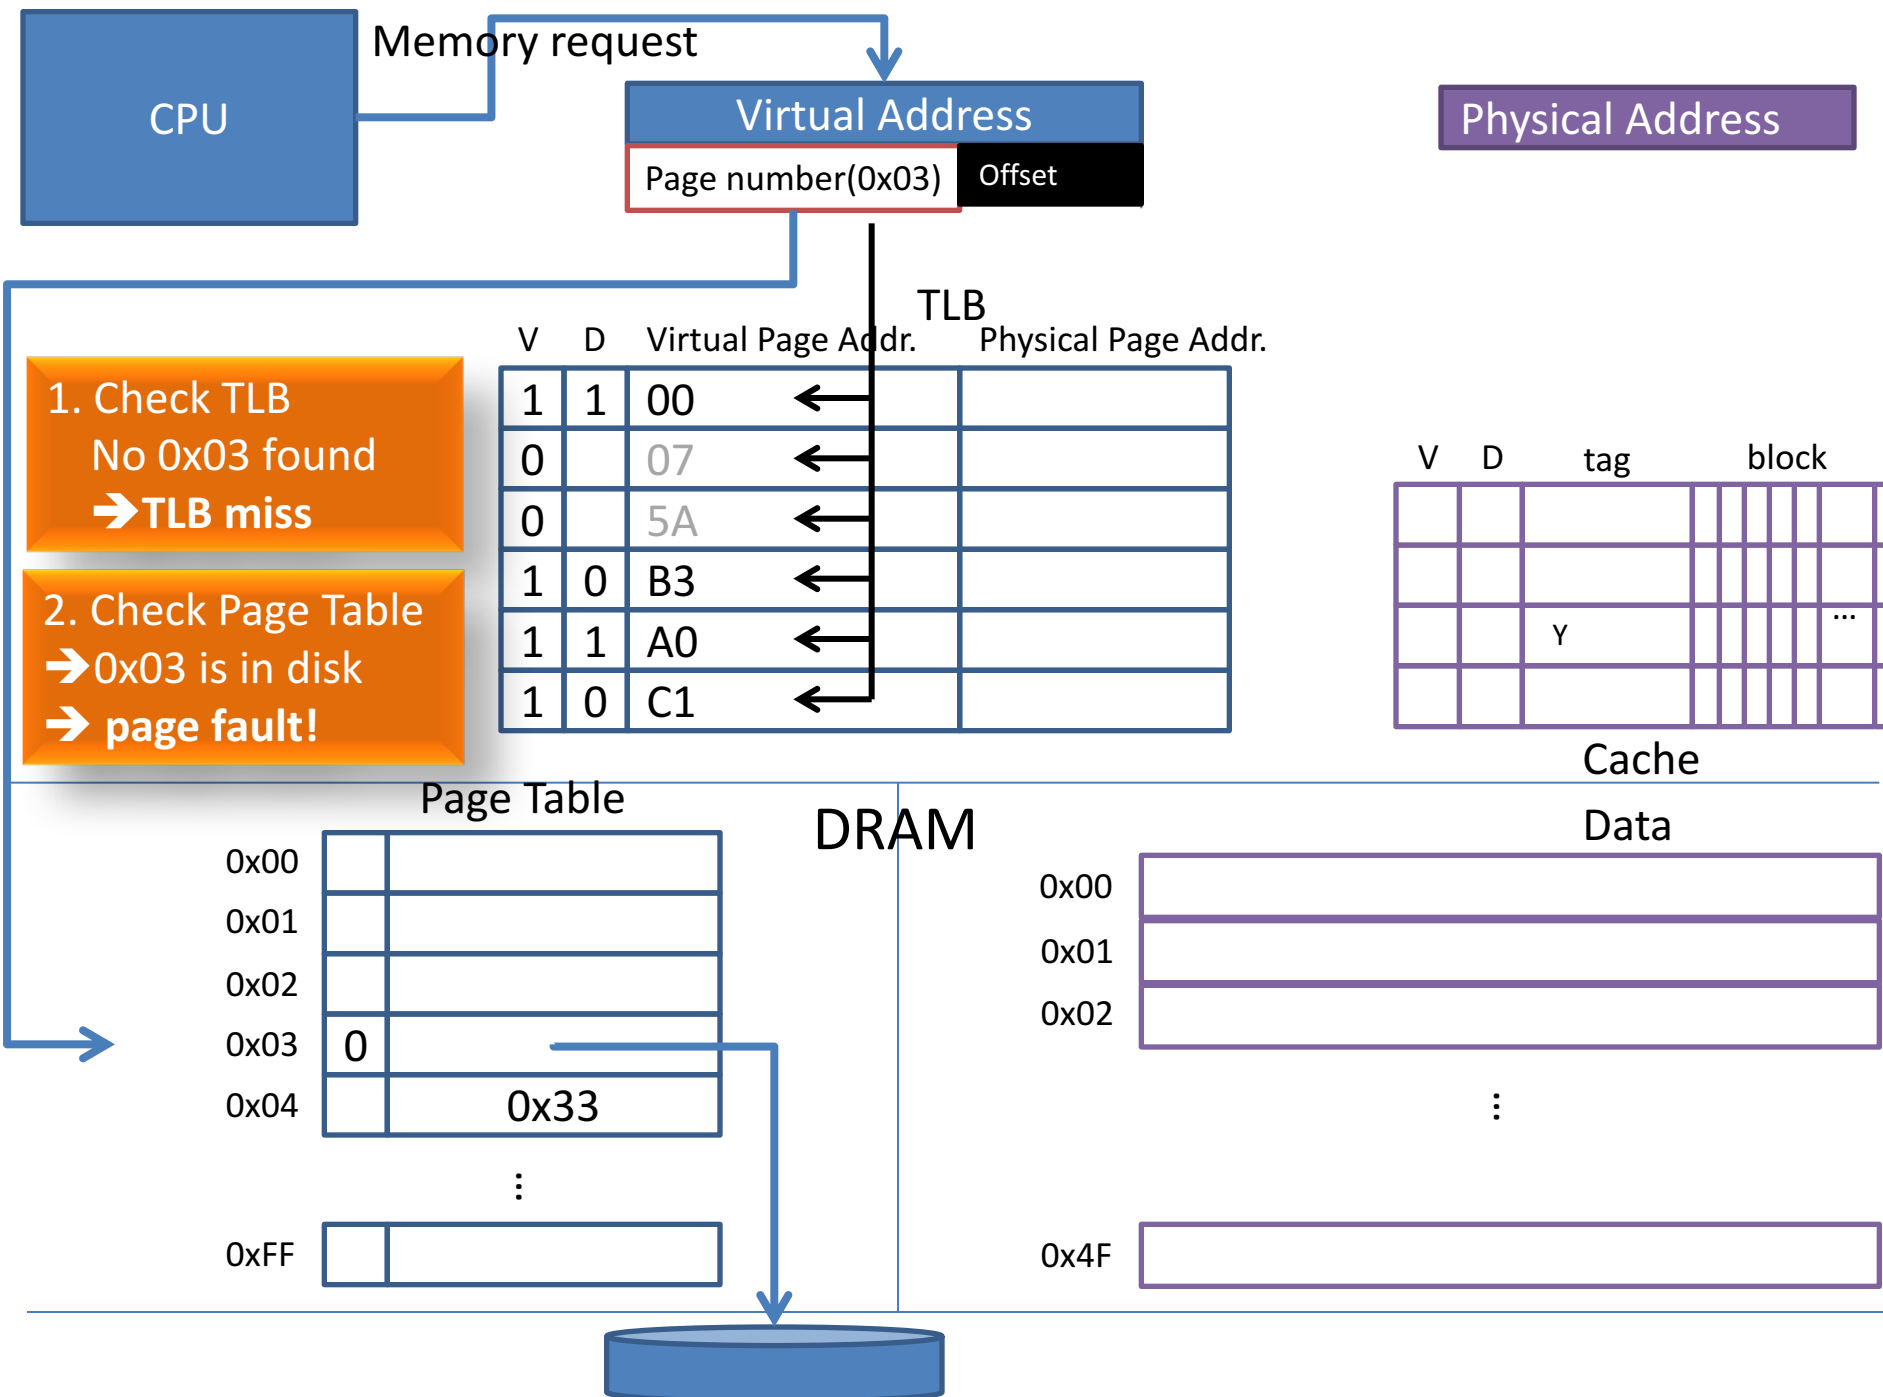 Memory request
CPU
Virtual Address
Physical Address
Page number(0x03) Offset
TLB
V D Virtual Page Addr. Physical Page Addr.
1. Check TLB
No 0x03 found
➔TLB miss
2. Check Page Table
➔0x03 is in disk
➔ page fault!
1 1 00
0 07
0 5A
1 0 B3
1 1 A0
1 0 C1
V D tag block
Y ...
Cache
Page Table
DRAM
Data
0x00
0x01
0x02
0x03 0
0x04 0x33
⋮
0xFF
0x00
0x01
0x02
⋮
0x4F